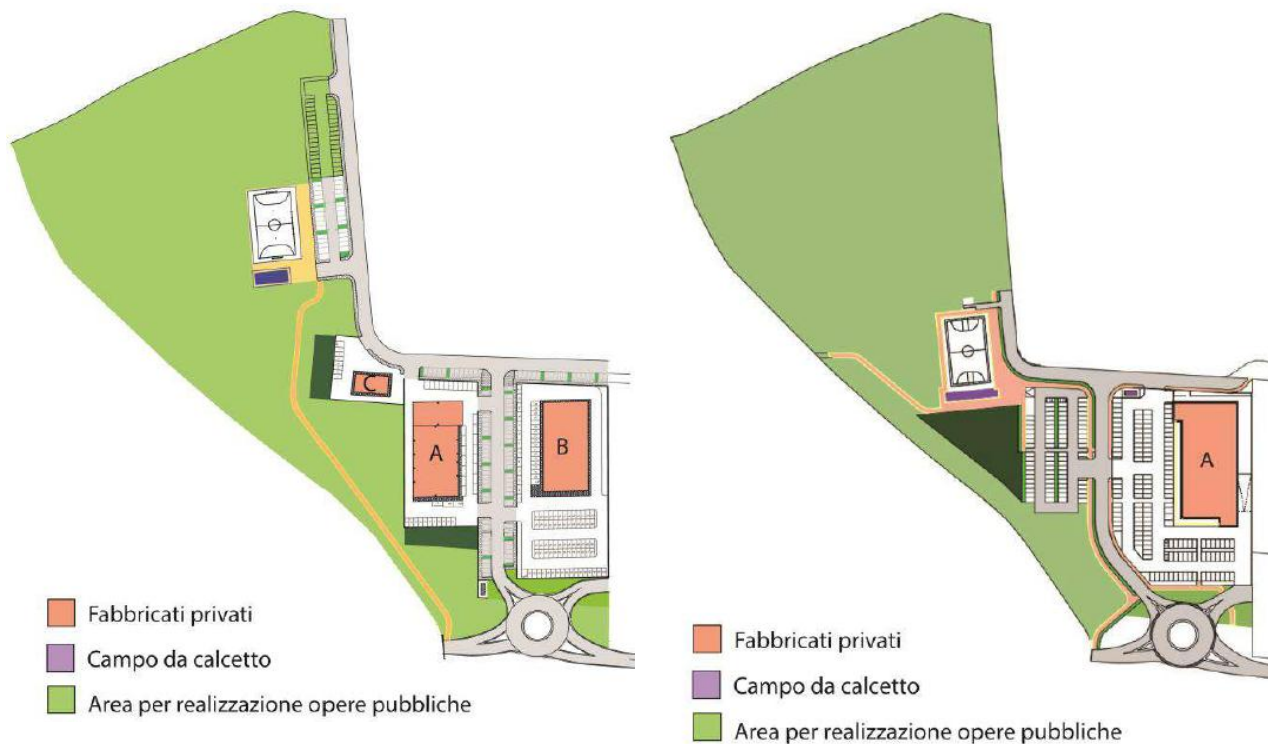 C
A
B
Fabbricati privati
Campo da calcetto
Area per realizzazione opere pubbliche
A
Fabbricati privati
Campo da calcetto
Area per realizzazione opere pubbliche